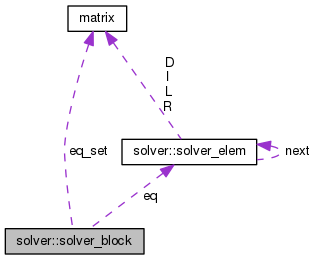 matrix
D
I
L
R
eq_set
solver::solver_elem
next
eq
solver::solver_block